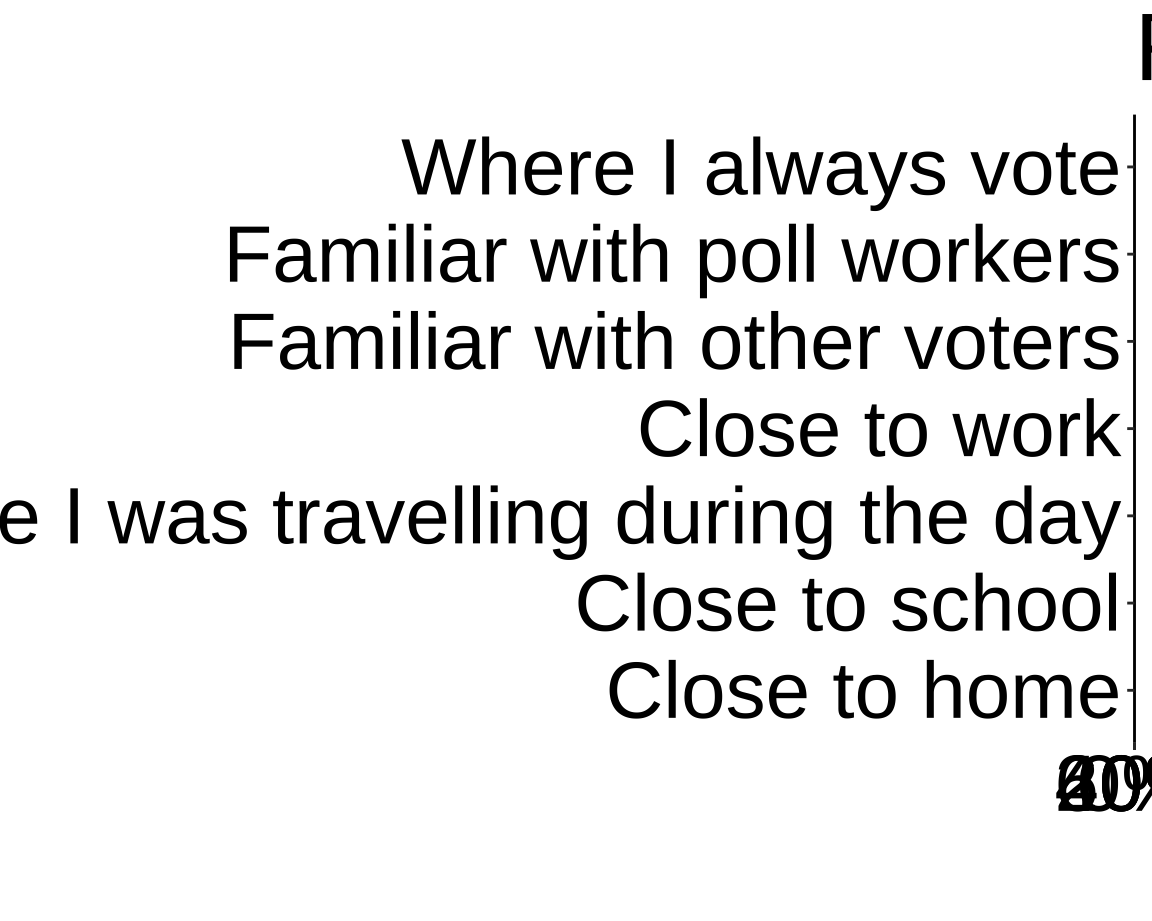 Where I always vote
Familiar with poll workers
Familiar with other voters
Close to work
e I was travelling during the day
Close to school
Close to home